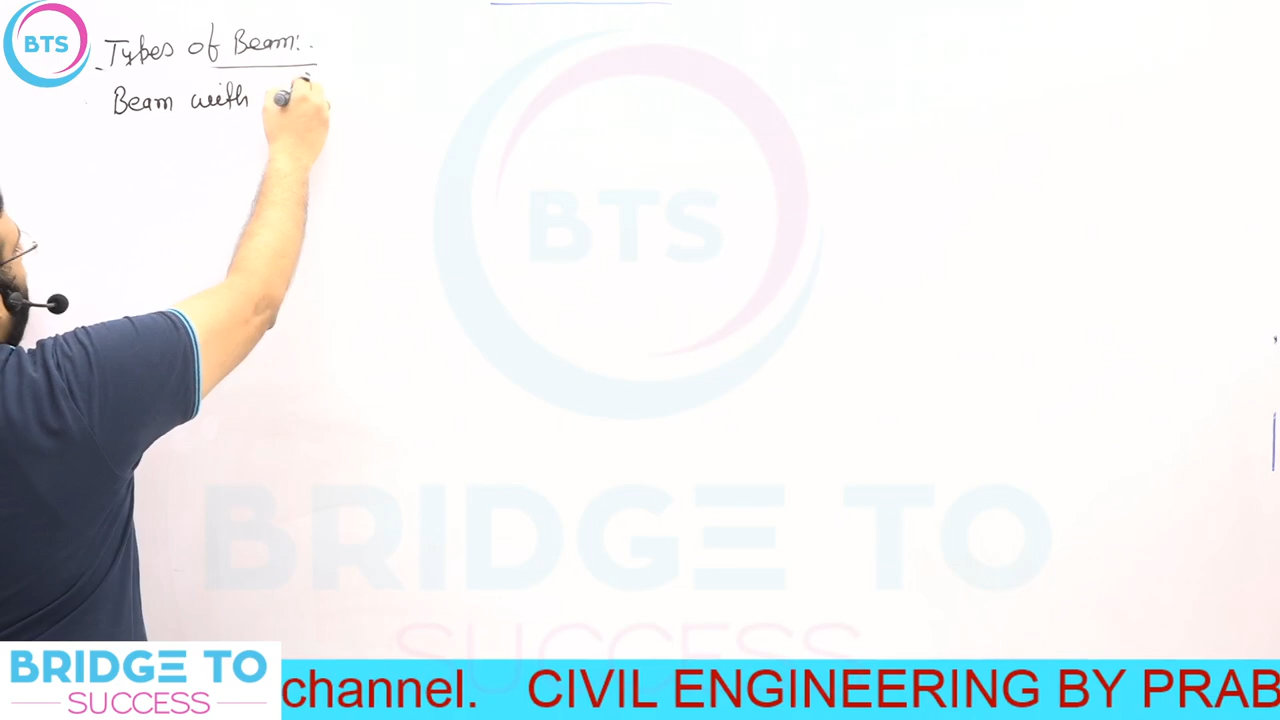 BTS
Types of Beam:.
Beam with
BTS
BRIDGE TO
SUCCESS
BRIDGE TO
SUCCESS
channel. CIVIL ENGINEERING BY PRAB